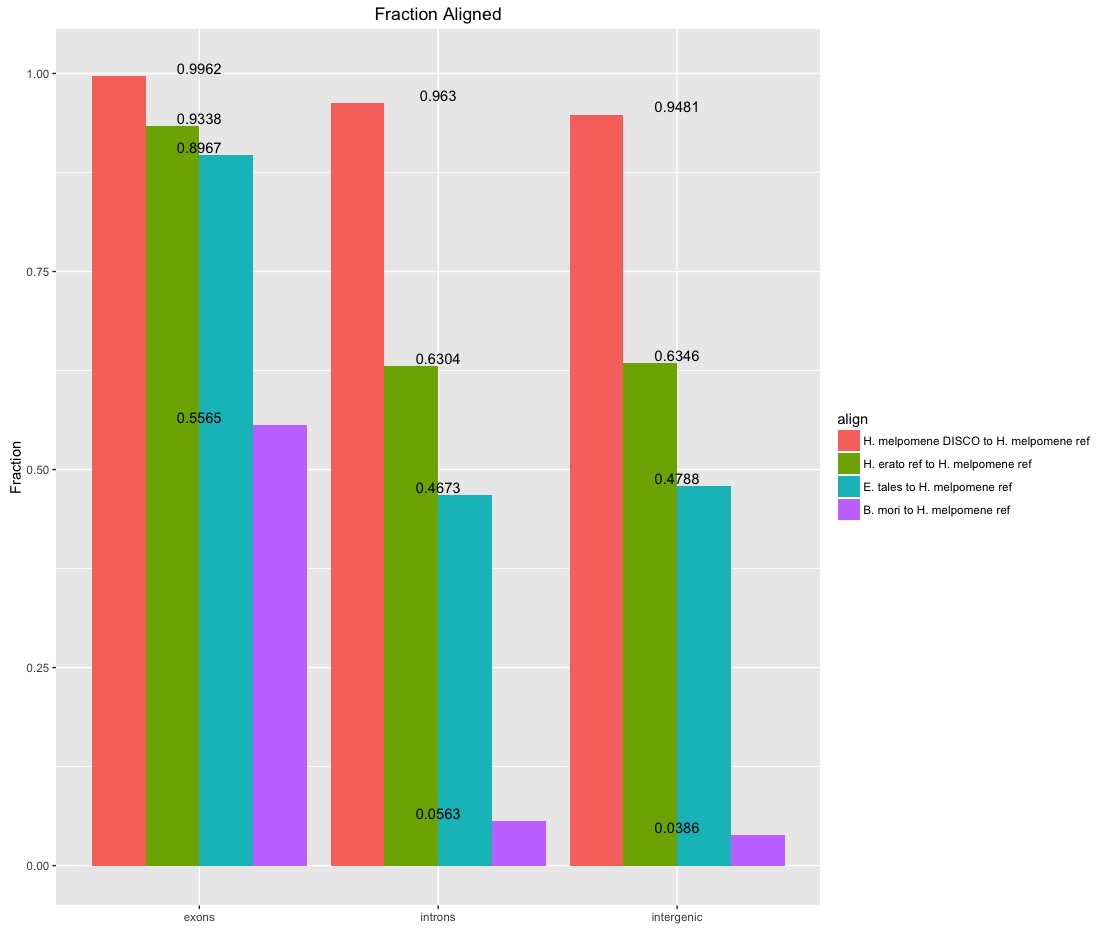 Fraction Aligned
Fraction
1.00
0.75
0.50
0.25
0.00
0.9962
0.9338
0.8967
0.5565
0.963
0.6304
0.4673
0.0563
0.9481
0.6346
0.4788
0.0386
exons
introns
intergenic
align
H. melpomene DISCO to H. melpomene ref
H. erato ref to H. melpomene ref
E. tales to H. melpomene ref
B. mori to H. melpomene ref